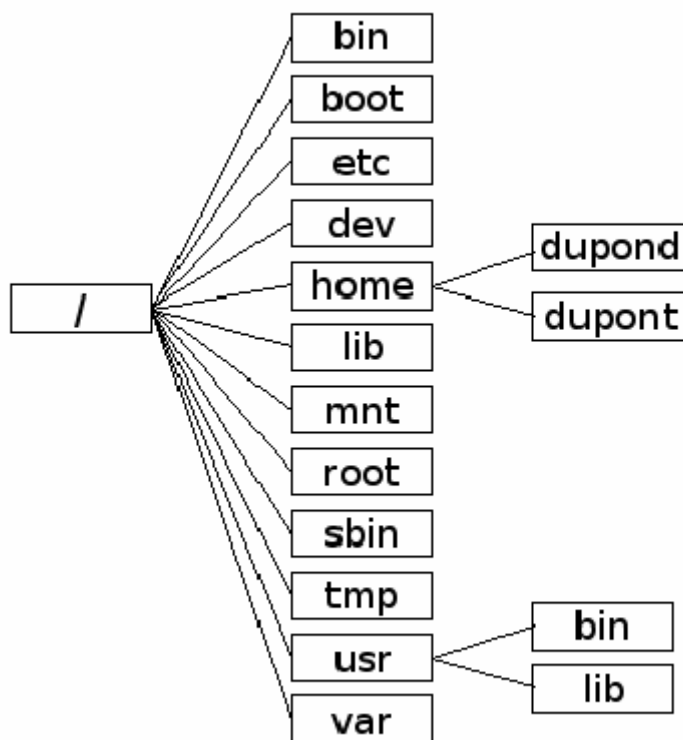 /
bin
boot
etc
dev
home
lib
mnt
root
sbin
tmp
usr
var
dupond
dupont
bin
lib